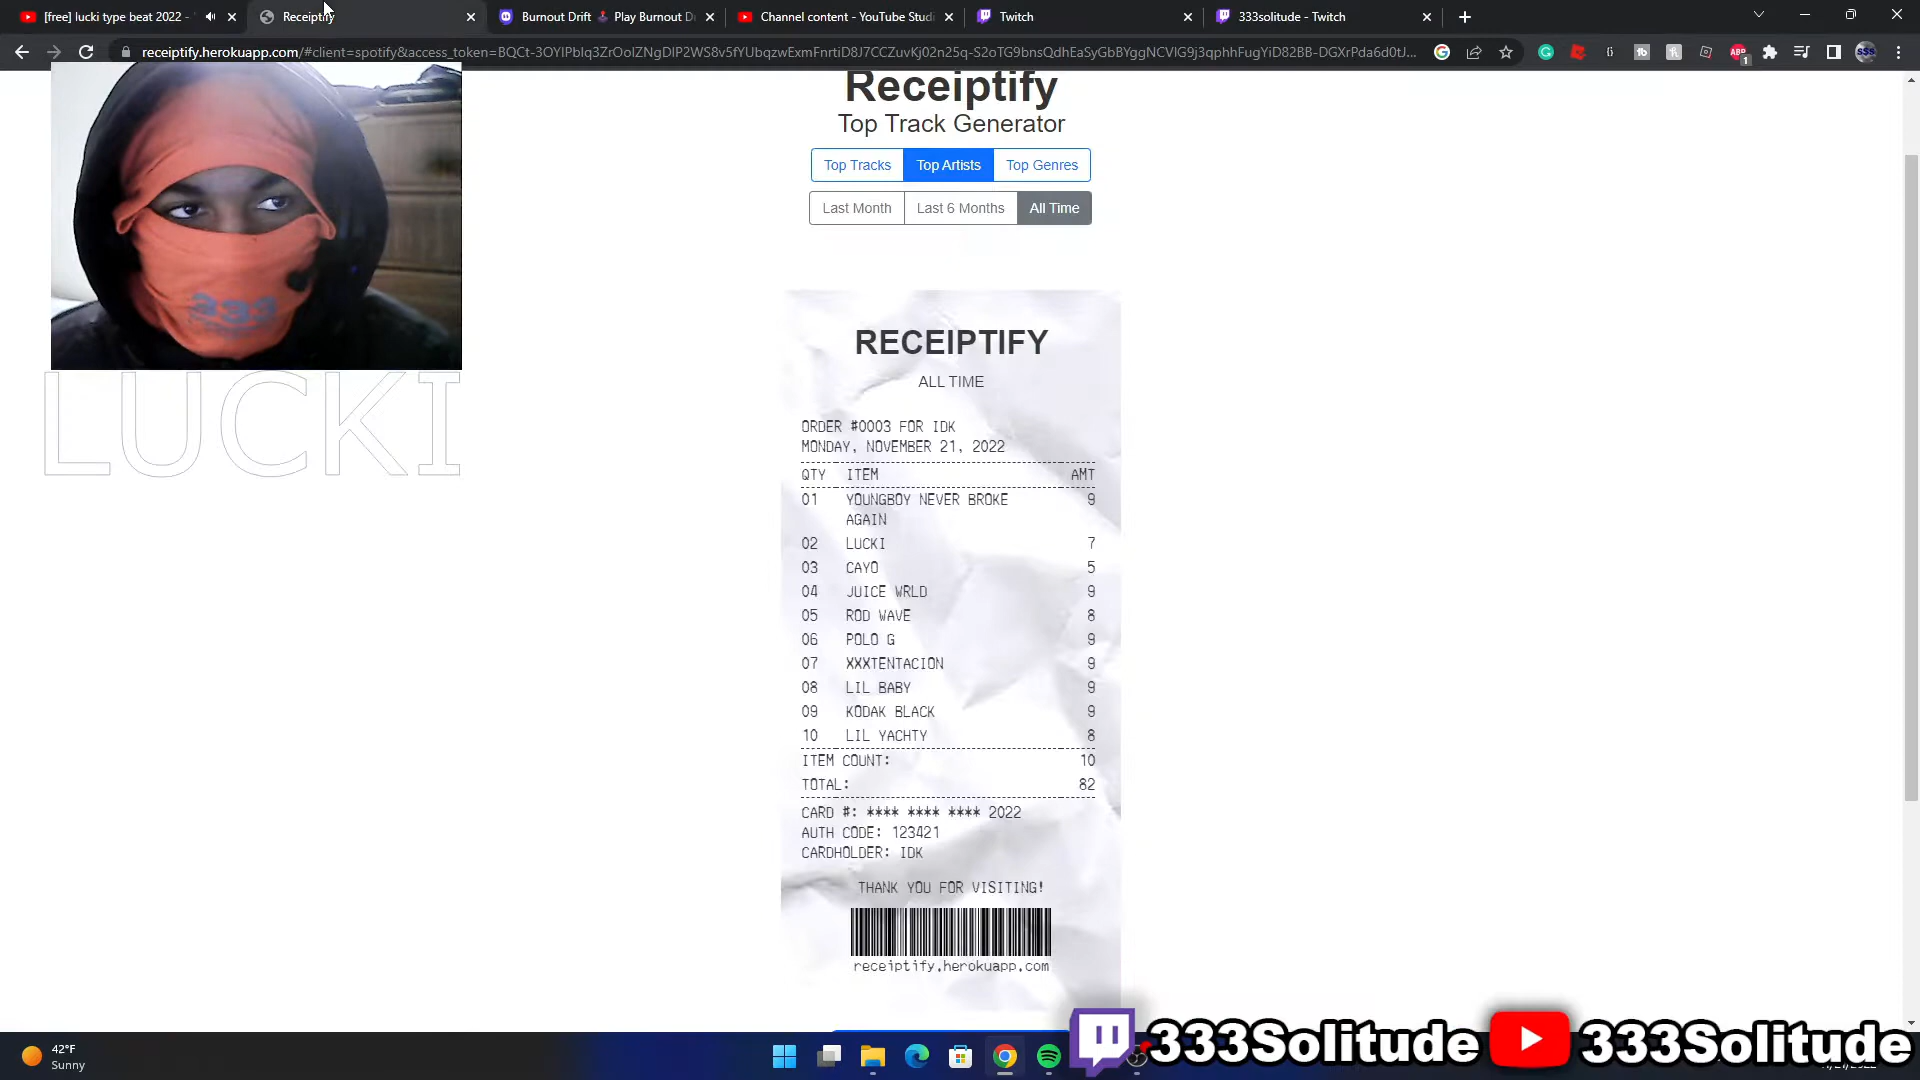 [free] lucki type beat 2022 -
Receiptify
Burnout Drift
Play Burnout D
Channel content - YouTube Studi
Twitch
333solitude - Twitch
receiptify.herokuapp.com/#client=spotify&access_token=
Receiptify
Top Track Generator
Top Tracks
Top Artists
Top Genres
Last Month
Last 6 Months
All Time
333
LUCKI
RECEIPTIFY
ALL TIME
ORDER #0003 FOR IDK
MONDAY, NOVEMBER 21, 2022
QTY ITEM AMT
01 YOUNGBOY NEVER BROKE 9
AGAIN
02 LUCKI 7
03 CAYO 5
04 JUICE WRLD 9
05 ROD WAVE 8
06 POLO G 9
07 XXXTENTACION 9
08 LIL BABY 9
09 KODAK BLACK 9
10 LIL YACHTY 8
ITEM COUNT: 10
TOTAL: 82
CARD #: **** **** **** 2022
AUTH CODE: 123421
CARDHOLDER: IDK
THANK YOU FOR VISITING!
receiptify.herokuapp.com
333Solitude
333Solitude
42°F
Sunny